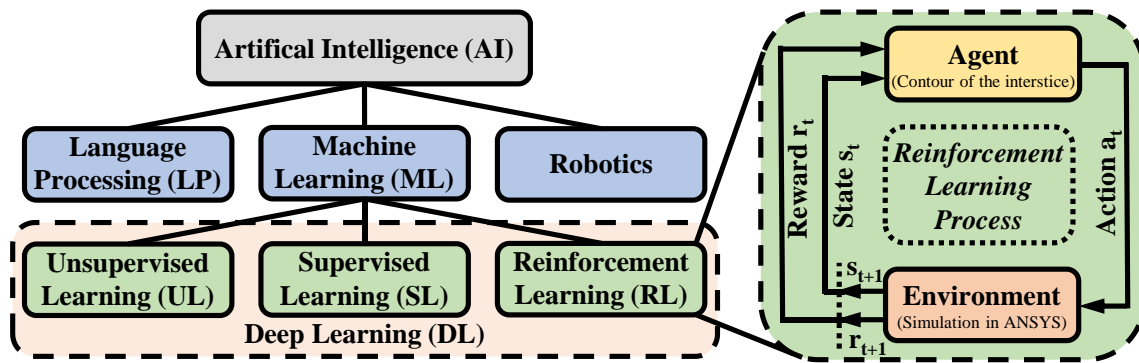 Artifical Intelligence (AI)
Language
Processing (LP)
Machine
Learning (ML)
Robotics
Unsupervised
Learning (UL)
Supervised
Learning (SL)
Reinforcement
Learning (RL)
Deep Learning (DL)
Agent
(Contour of the interstice)
Reward r_t
State s_t
Reinforcement
Learning
Process
Action a_t
s_{t+1}
Environment
(Simulation in ANSYS)
r_{t+1}